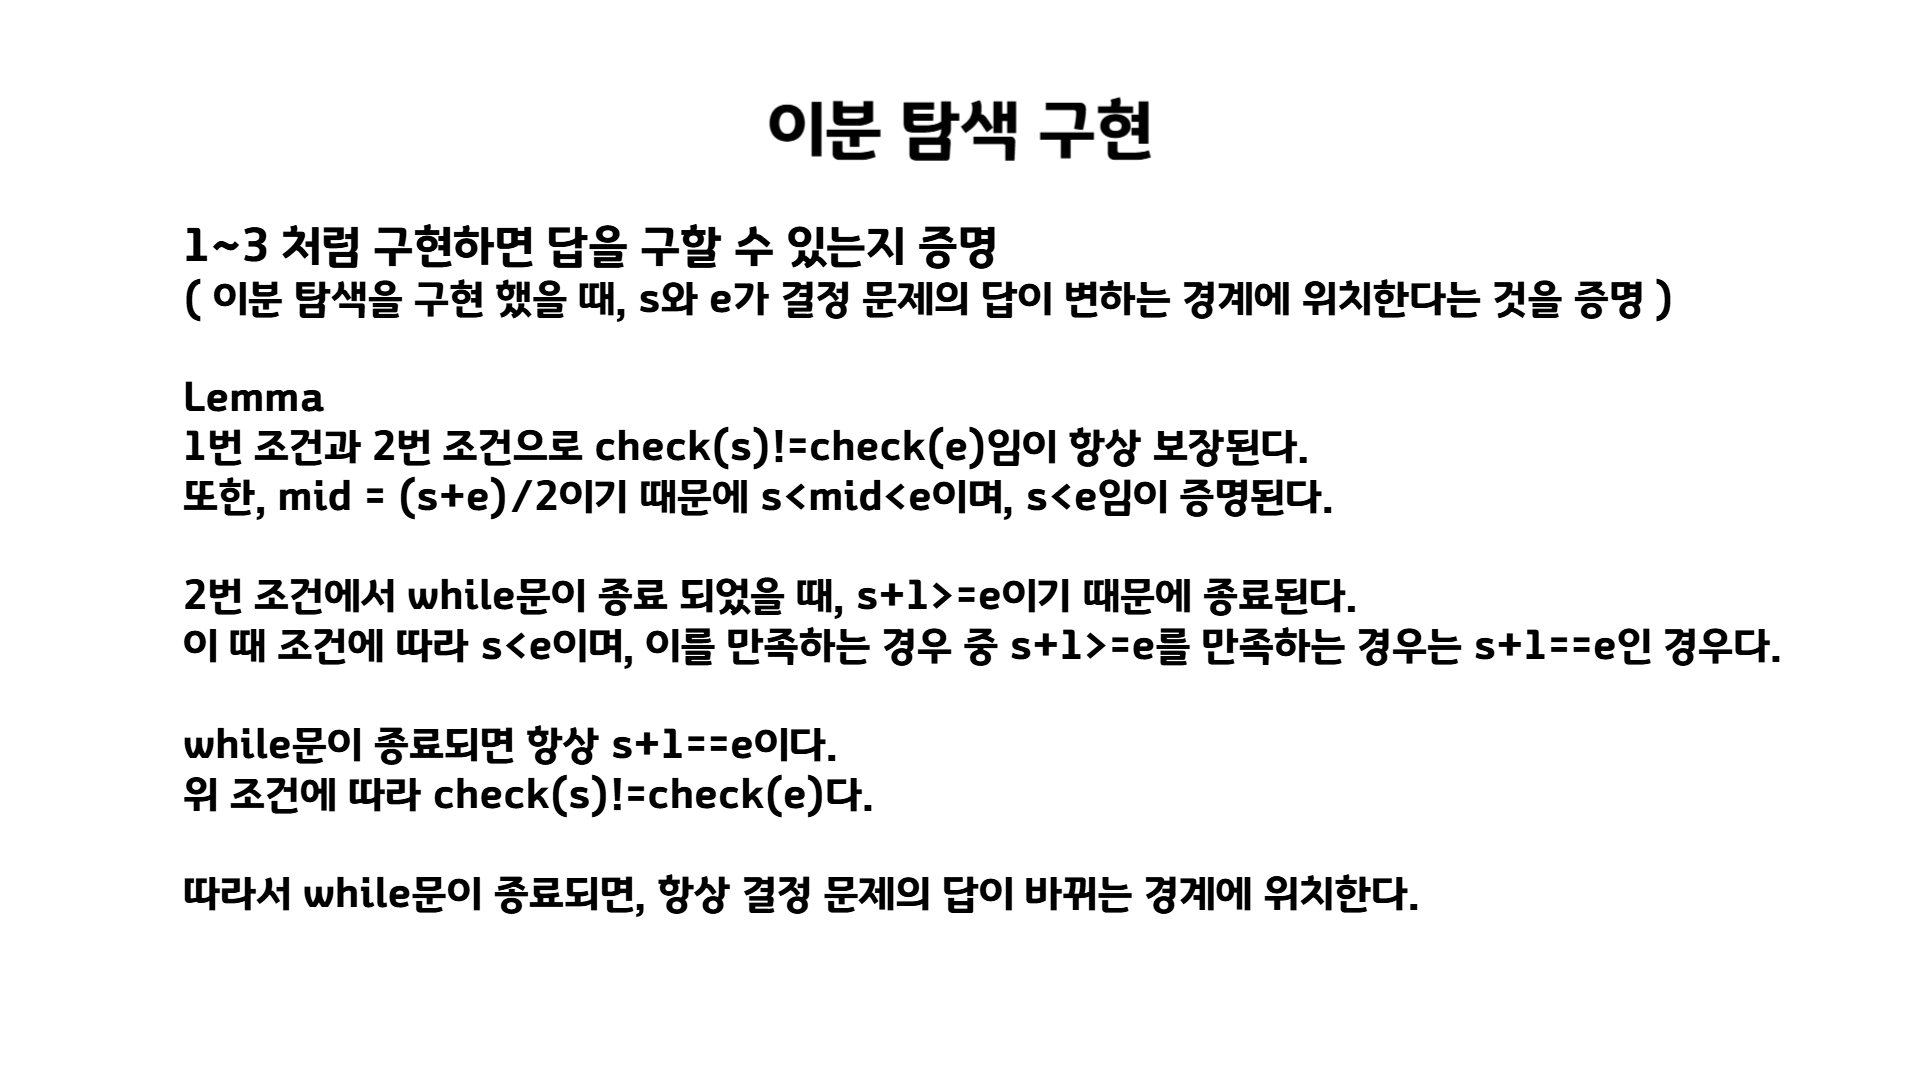 이분 탐색 구현
1~3 처럼 구현하면 답을 구할 수 있는지 증명
( 이분 탐색을 구현 했을 때, s와 e가 결정 문제의 답이 변하는 경계에 위치한다는 것을 증명 )
Lemma
1번 조건과 2번 조건으로 check(s)!=check(e)임이 항상 보장된다.
또한, mid = (s+e)/2이기 때문에 s<mid<e이며, s<e임이 증명된다.
2번 조건에서 while문이 종료 되었을 때, s+1>=e이기 때문에 종료된다.
이 때 조건에 따라 s<e이며, 이를 만족하는 경우 중 s+1>=e를 만족하는 경우는 s+1==e인 경우다.
while문이 종료되면 항상 s+1==e이다.
위 조건에 따라 check(s)!=check(e)다.
따라서 while문이 종료되면, 항상 결정 문제의 답이 바뀌는 경계에 위치한다.